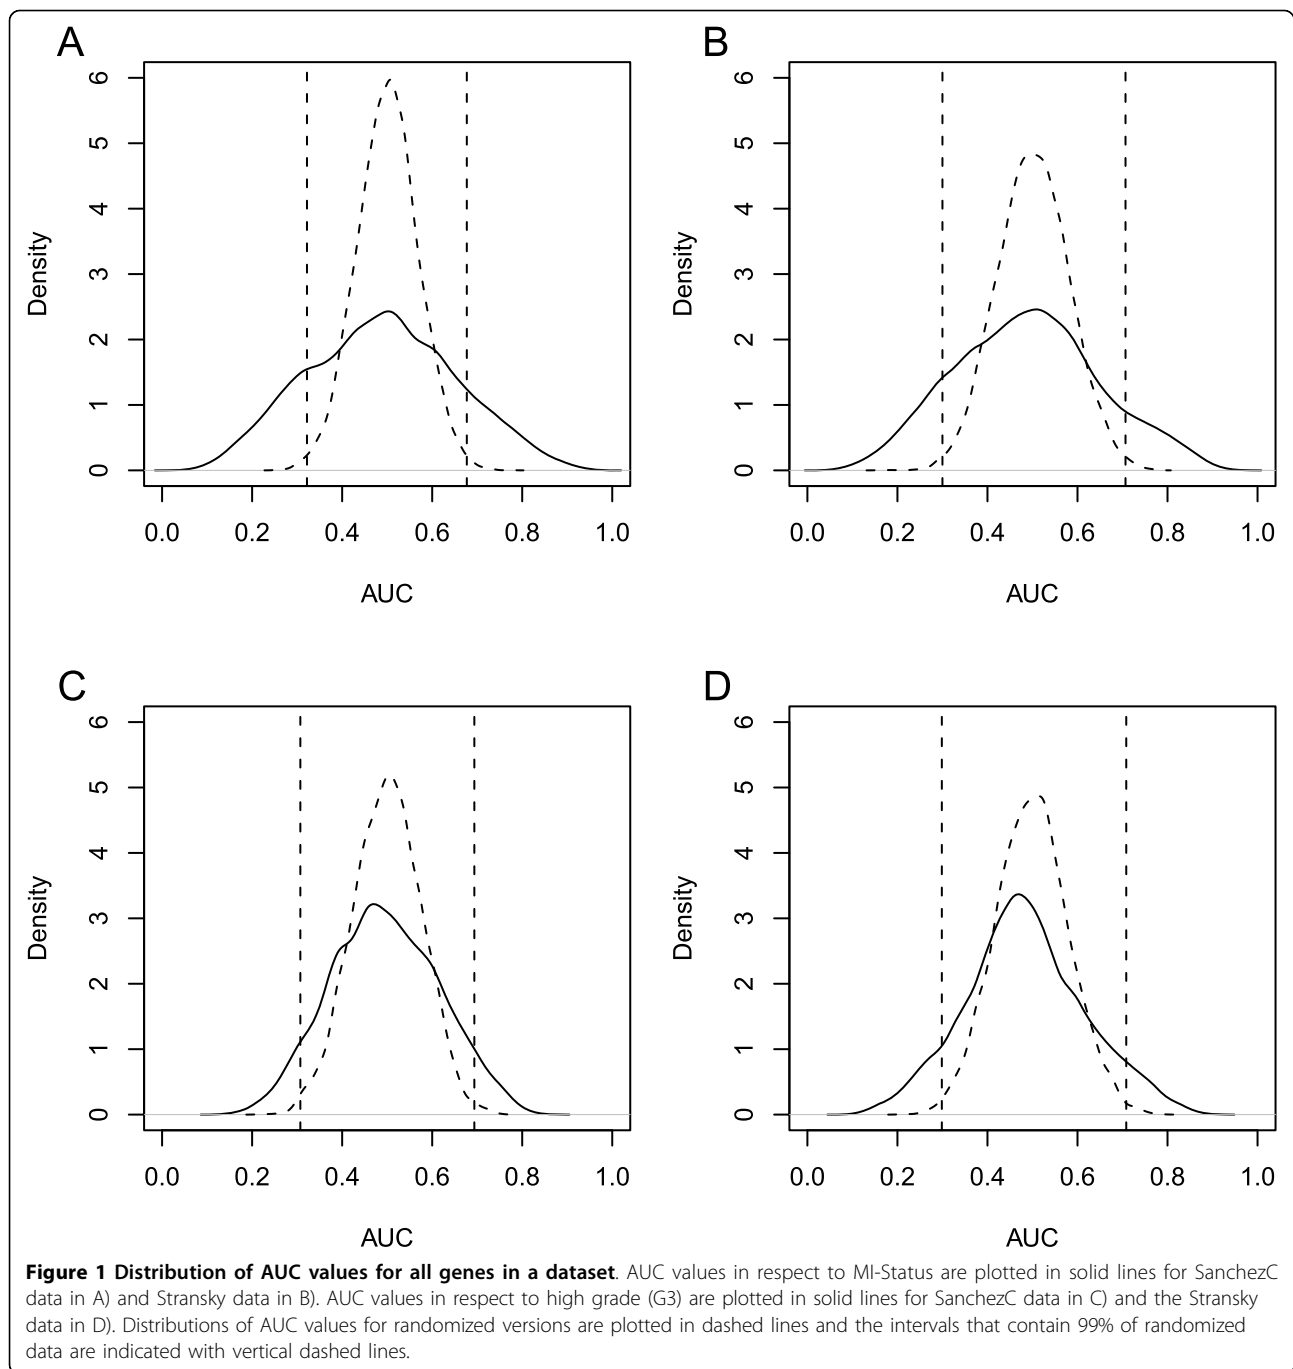 A
B
6
5
4
3
2
1
0
Density
0.0 0.2 0.4 0.6 0.8 1.0
AUC
6
5
4
3
2
1
0
Density
0.0 0.2 0.4 0.6 0.8 1.0
AUC
C
D
6
5
4
3
2
1
0
Density
0.0 0.2 0.4 0.6 0.8 1.0
AUC
6
5
4
3
2
1
0
Density
0.0 0.2 0.4 0.6 0.8 1.0
AUC
Figure 1 Distribution of AUC values for all genes in a dataset. AUC values in respect to MI-Status are plotted in solid lines for SanchezC
data in A) and Stransky data in B). AUC values in respect to high grade (G3) are plotted in solid lines for SanchezC data in C) and the Stransky
data in D). Distributions of AUC values for randomized versions are plotted in dashed lines and the intervals that contain 99% of randomized
data are indicated with vertical dashed lines.